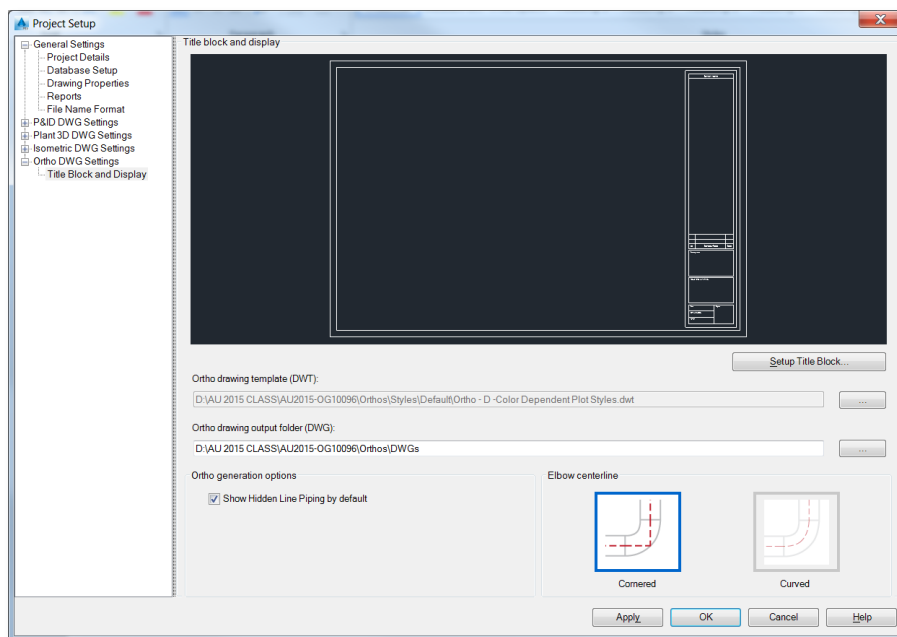 Project Setup
General Settings
Project Details
Database Setup
Drawing Properties
Reports
File Name Format
P&ID DWG Settings
Plant 3D DWG Settings
Isometric DWG Settings
Ortho DWG Settings
Title Block and Display
Title block and display
Setup Title Block...
Ortho drawing template (DWT):
D:\AU 2015 CLASS\AU2015-OG10096\Orthos\Styles\Default\Ortho - D -Color Dependent Plot Styles.dwt
...
Ortho drawing output folder (DWG):
D:\AU 2015 CLASS\AU2015-OG10096\Orthos\DWGs
...
Ortho generation options
Show Hidden Line Piping by default
Elbow centerline
Cornered
Curved
Apply
OK
Cancel
Help